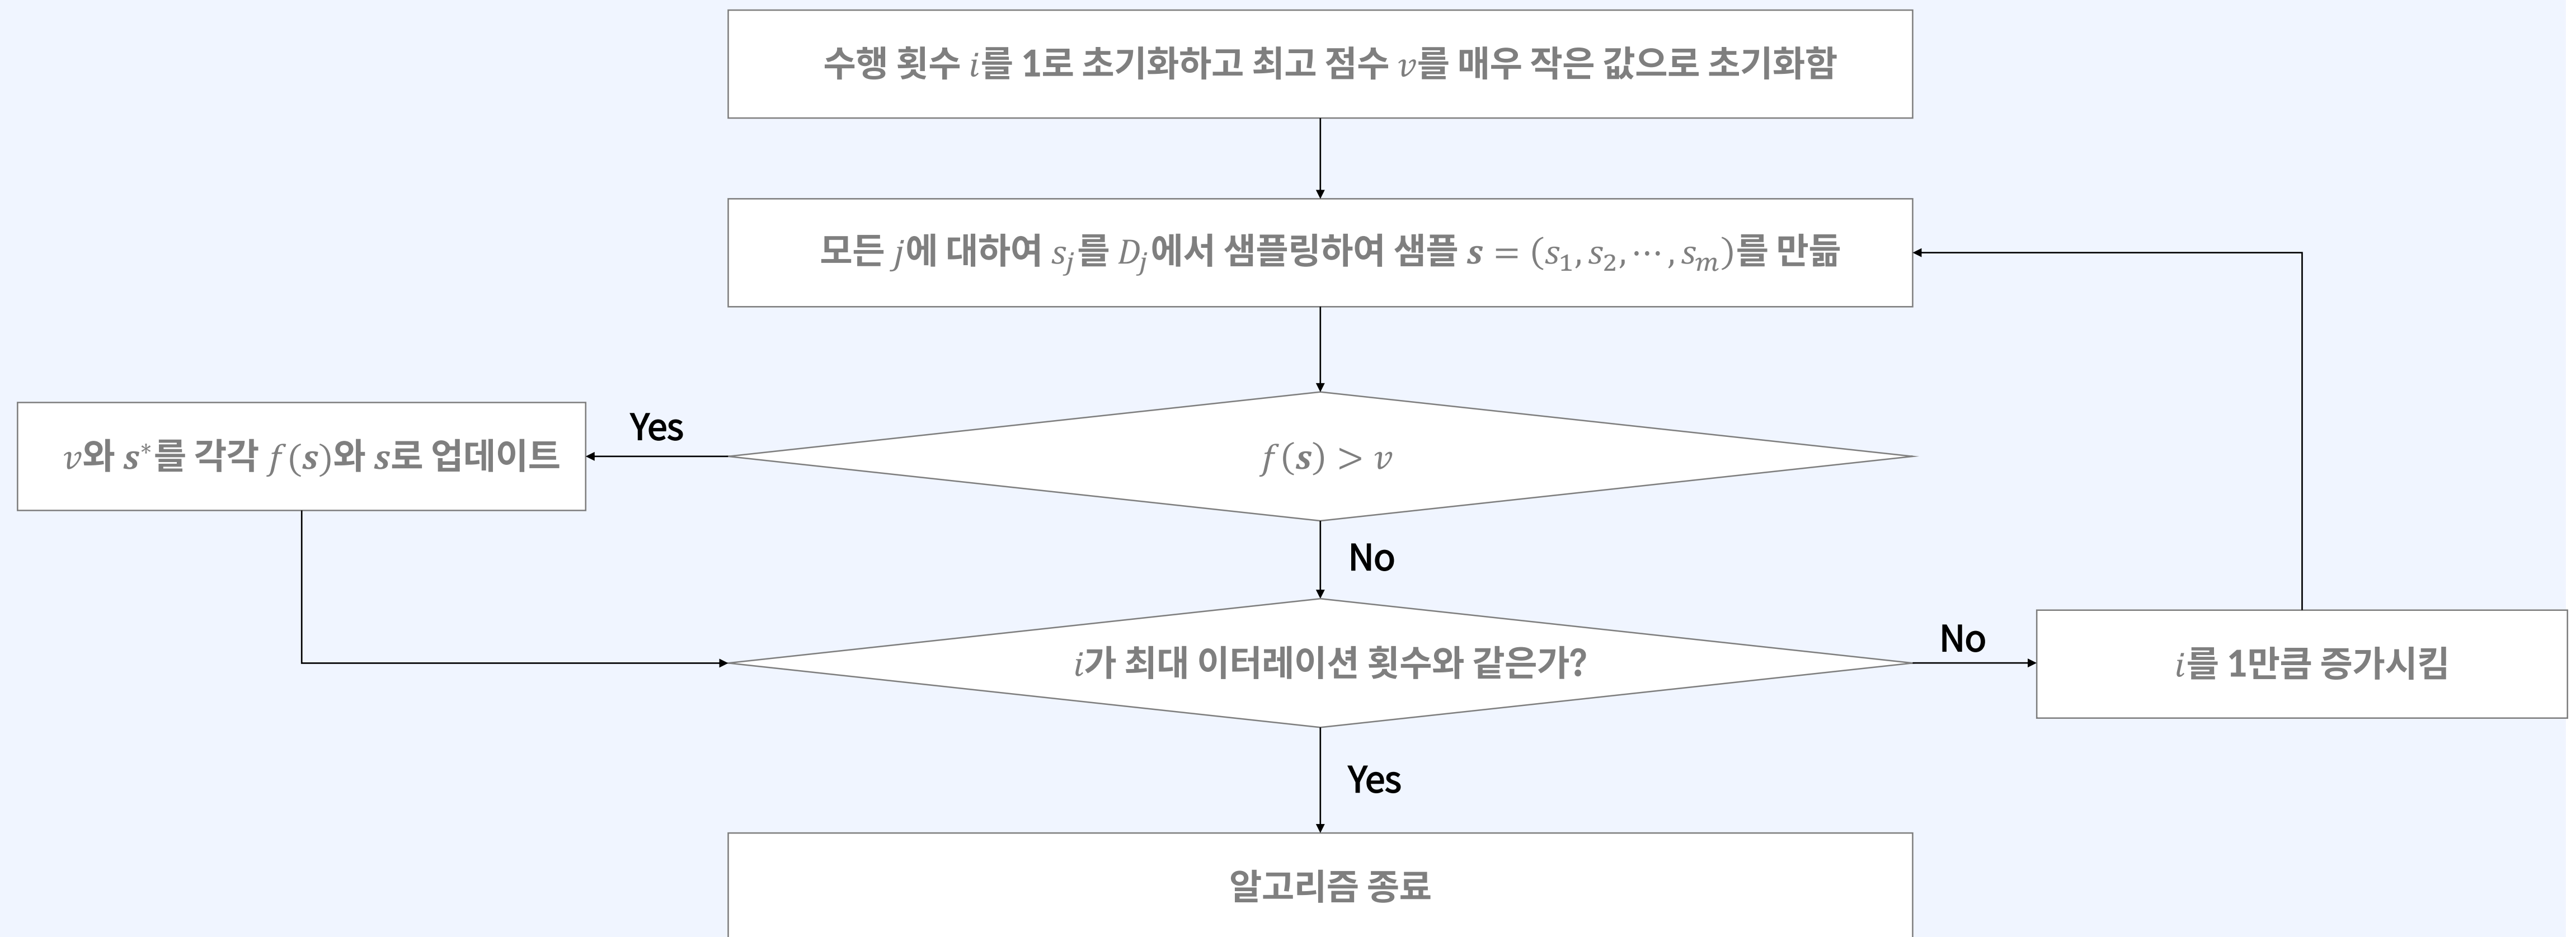 수행 횟수 i를 1로 초기화하고 최고 점수 v를 매우 작은 값으로 초기화함
모든 j에 대하여 s_j를 D_j에서 샘플링하여 샘플 s = (s_1, s_2, ⋯, s_m)를 만듦
Yes
v와 s*를 각각 f(s)와 s로 업데이트
f(s) > v
No
i가 최대 이터레이션 횟수와 같은가?
No
i를 1만큼 증가시킴
Yes
알고리즘 종료